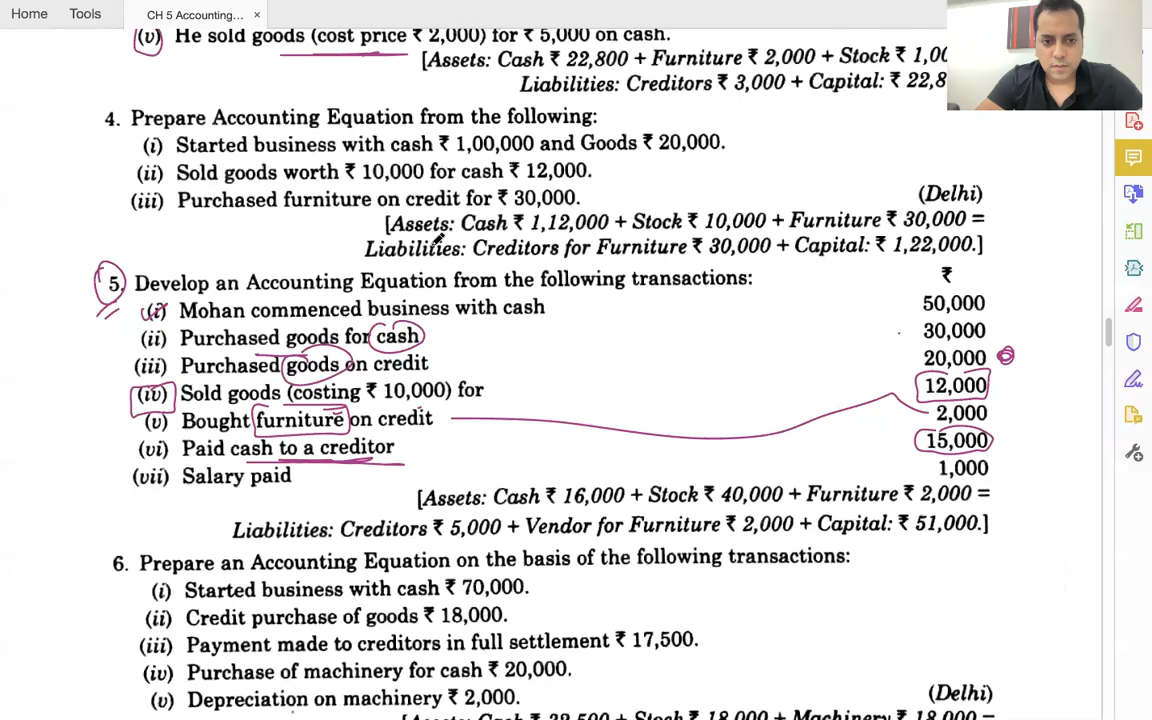 Home Tools CH 5 Accounting... ×
(v) He sold goods (cost price ₹ 2,000) for ₹ 5,000 on cash.
[Assets: Cash ₹ 22,800 + Furniture ₹ 2,000 + Stock ₹ 1,00
Liabilities: Creditors ₹ 3,000 + Capital: ₹ 22,8
4. Prepare Accounting Equation from the following:
(i) Started business with cash ₹ 1,00,000 and Goods ₹ 20,000.
(ii) Sold goods worth ₹ 10,000 for cash ₹ 12,000.
(iii) Purchased furniture on credit for ₹ 30,000. (Delhi)
[Assets: Cash ₹ 1,12,000 + Stock ₹ 10,000 + Furniture ₹ 30,000 =
Liabilities: Creditors for Furniture ₹ 30,000 + Capital: ₹ 1,22,000.]
5. Develop an Accounting Equation from the following transactions: ₹
(i) Mohan commenced business with cash 50,000
(ii) Purchased goods for cash 30,000
(iii) Purchased goods on credit 20,000
(iv) Sold goods (costing ₹ 10,000) for 12,000
(v) Bought furniture on credit 2,000
(vi) Paid cash to a creditor 15,000
(vii) Salary paid 1,000
[Assets: Cash ₹ 16,000 + Stock ₹ 40,000 + Furniture ₹ 2,000 =
Liabilities: Creditors ₹ 5,000 + Vendor for Furniture ₹ 2,000 + Capital: ₹ 51,000.]
6. Prepare an Accounting Equation on the basis of the following transactions:
(i) Started business with cash ₹ 70,000.
(ii) Credit purchase of goods ₹ 18,000.
(iii) Payment made to creditors in full settlement ₹ 17,500.
(iv) Purchase of machinery for cash ₹ 20,000.
(v) Depreciation on machinery ₹ 2,000. (Delhi)
[Assets: Cash ₹ 32,500 + Stock ₹ 18,000 + Machinery ₹ 18,000 =